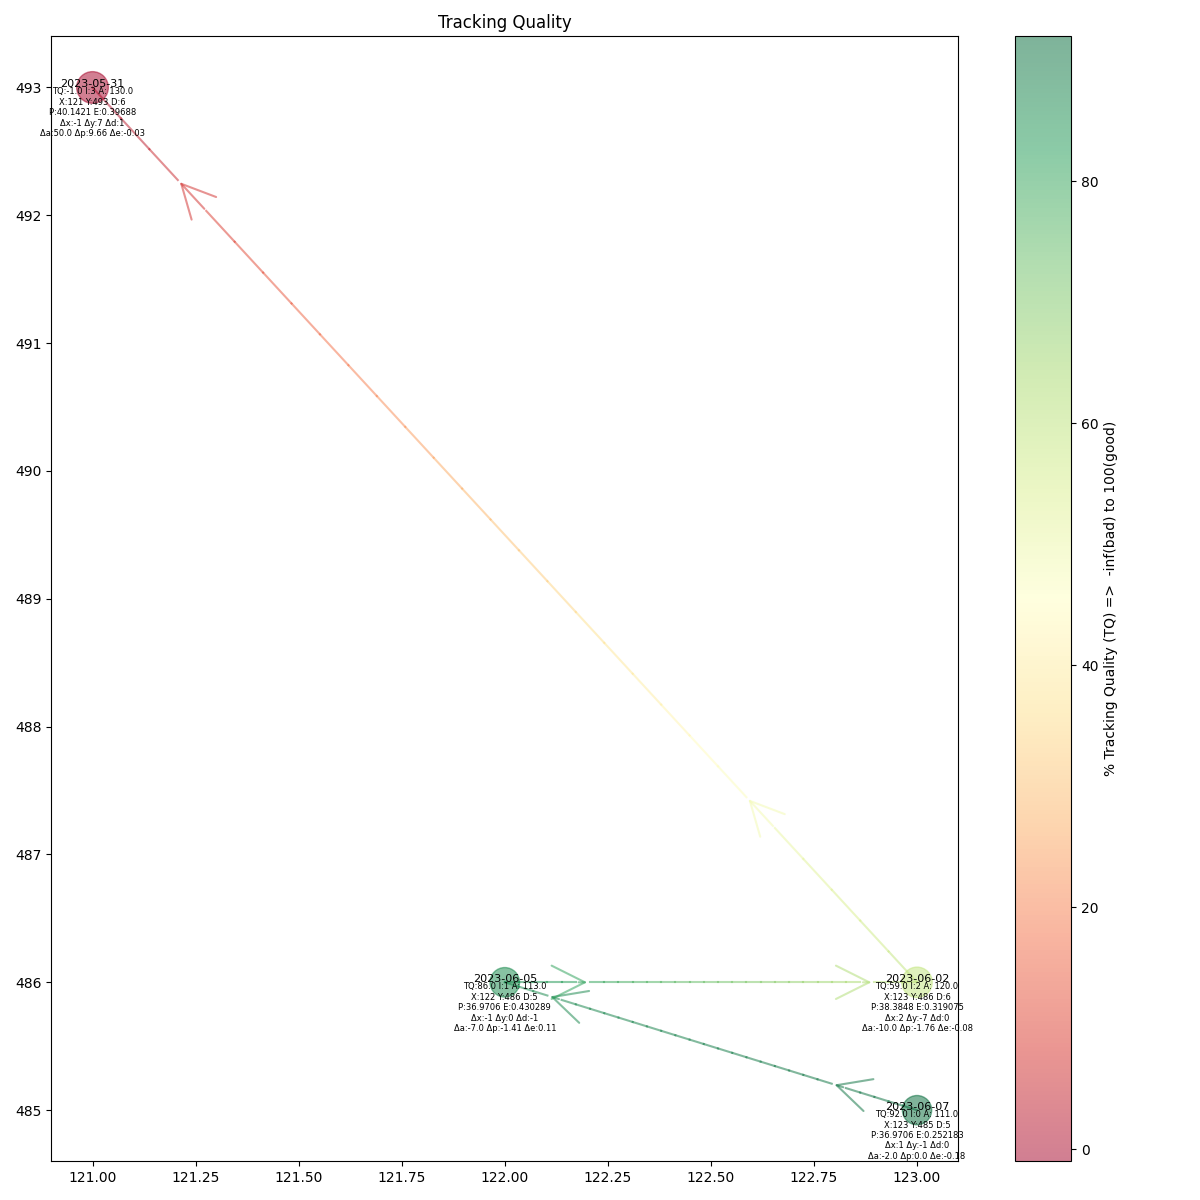 Tracking Quality
493
492
491
490
489
488
487
486
485
2023-05-31
TQ:-1.0 I:3 A: 130.0
X:121 Y:493 D:6
P:40.1421 E:0.39688
Δx:-1 Δy:7 Δd:1
Δa:50.0 Δp:9.66 Δe:-0.03
2023-06-05
TQ:86.0 I:1 A: 113.0
X:122 Y:486 D:5
P:36.9706 E:0.430289
Δx:-1 Δy:0 Δd:-1
Δa:-7.0 Δp:-1.41 Δe:0.11
2023-06-02
TQ:59.0 I:2 A: 120.0
X:123 Y:486 D:6
P:38.3848 E:0.319075
Δx:2 Δy:-7 Δd:0
Δa:-10.0 Δp:-1.76 Δe:-0.08
2023-06-07
TQ:92.0 I:0 A: 111.0
X:123 Y:485 D:5
P:36.9706 E:0.252183
Δx:1 Δy:-1 Δd:0
Δa:-2.0 Δp:0.0 Δe:-0.18
121.00 121.25 121.50 121.75 122.00 122.25 122.50 122.75 123.00
80
60
40
20
0
% Tracking Quality (TQ) => -inf(bad) to 100(good)